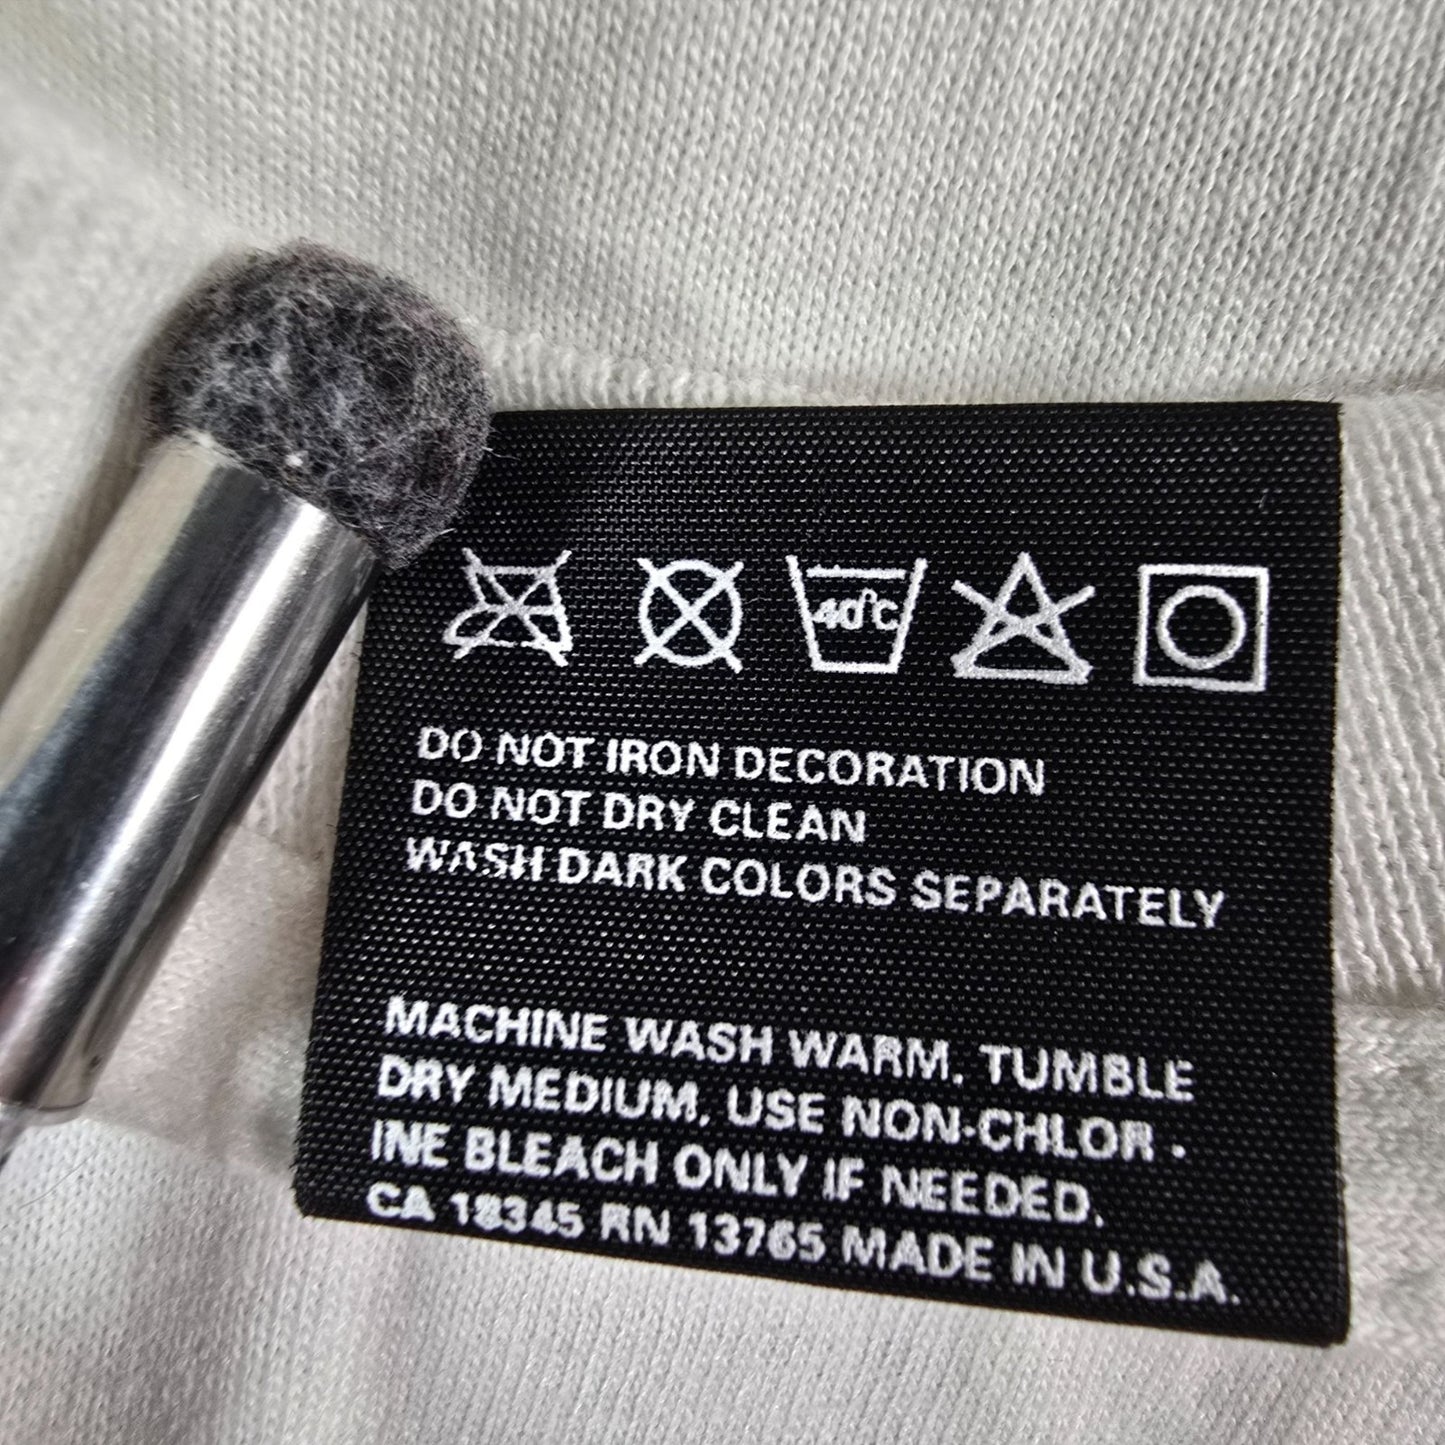 40°C
DO NOT IRON DECORATION
DO NOT DRY CLEAN
WASH DARK COLORS SEPARATELY
MACHINE WASH WARM. TUMBLE
DRY MEDIUM. USE NON-CHLOR -
INE BLEACH ONLY IF NEEDED.
CA 18345 RN 13765 MADE IN U.S.A.